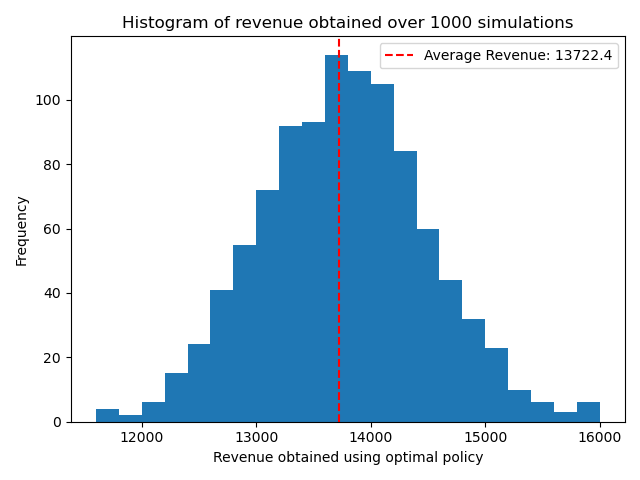 Histogram of revenue obtained over 1000 simulations
Average Revenue: 13722.4
Frequency
100
80
60
40
20
0
12000 13000 14000 15000 16000
Revenue obtained using optimal policy